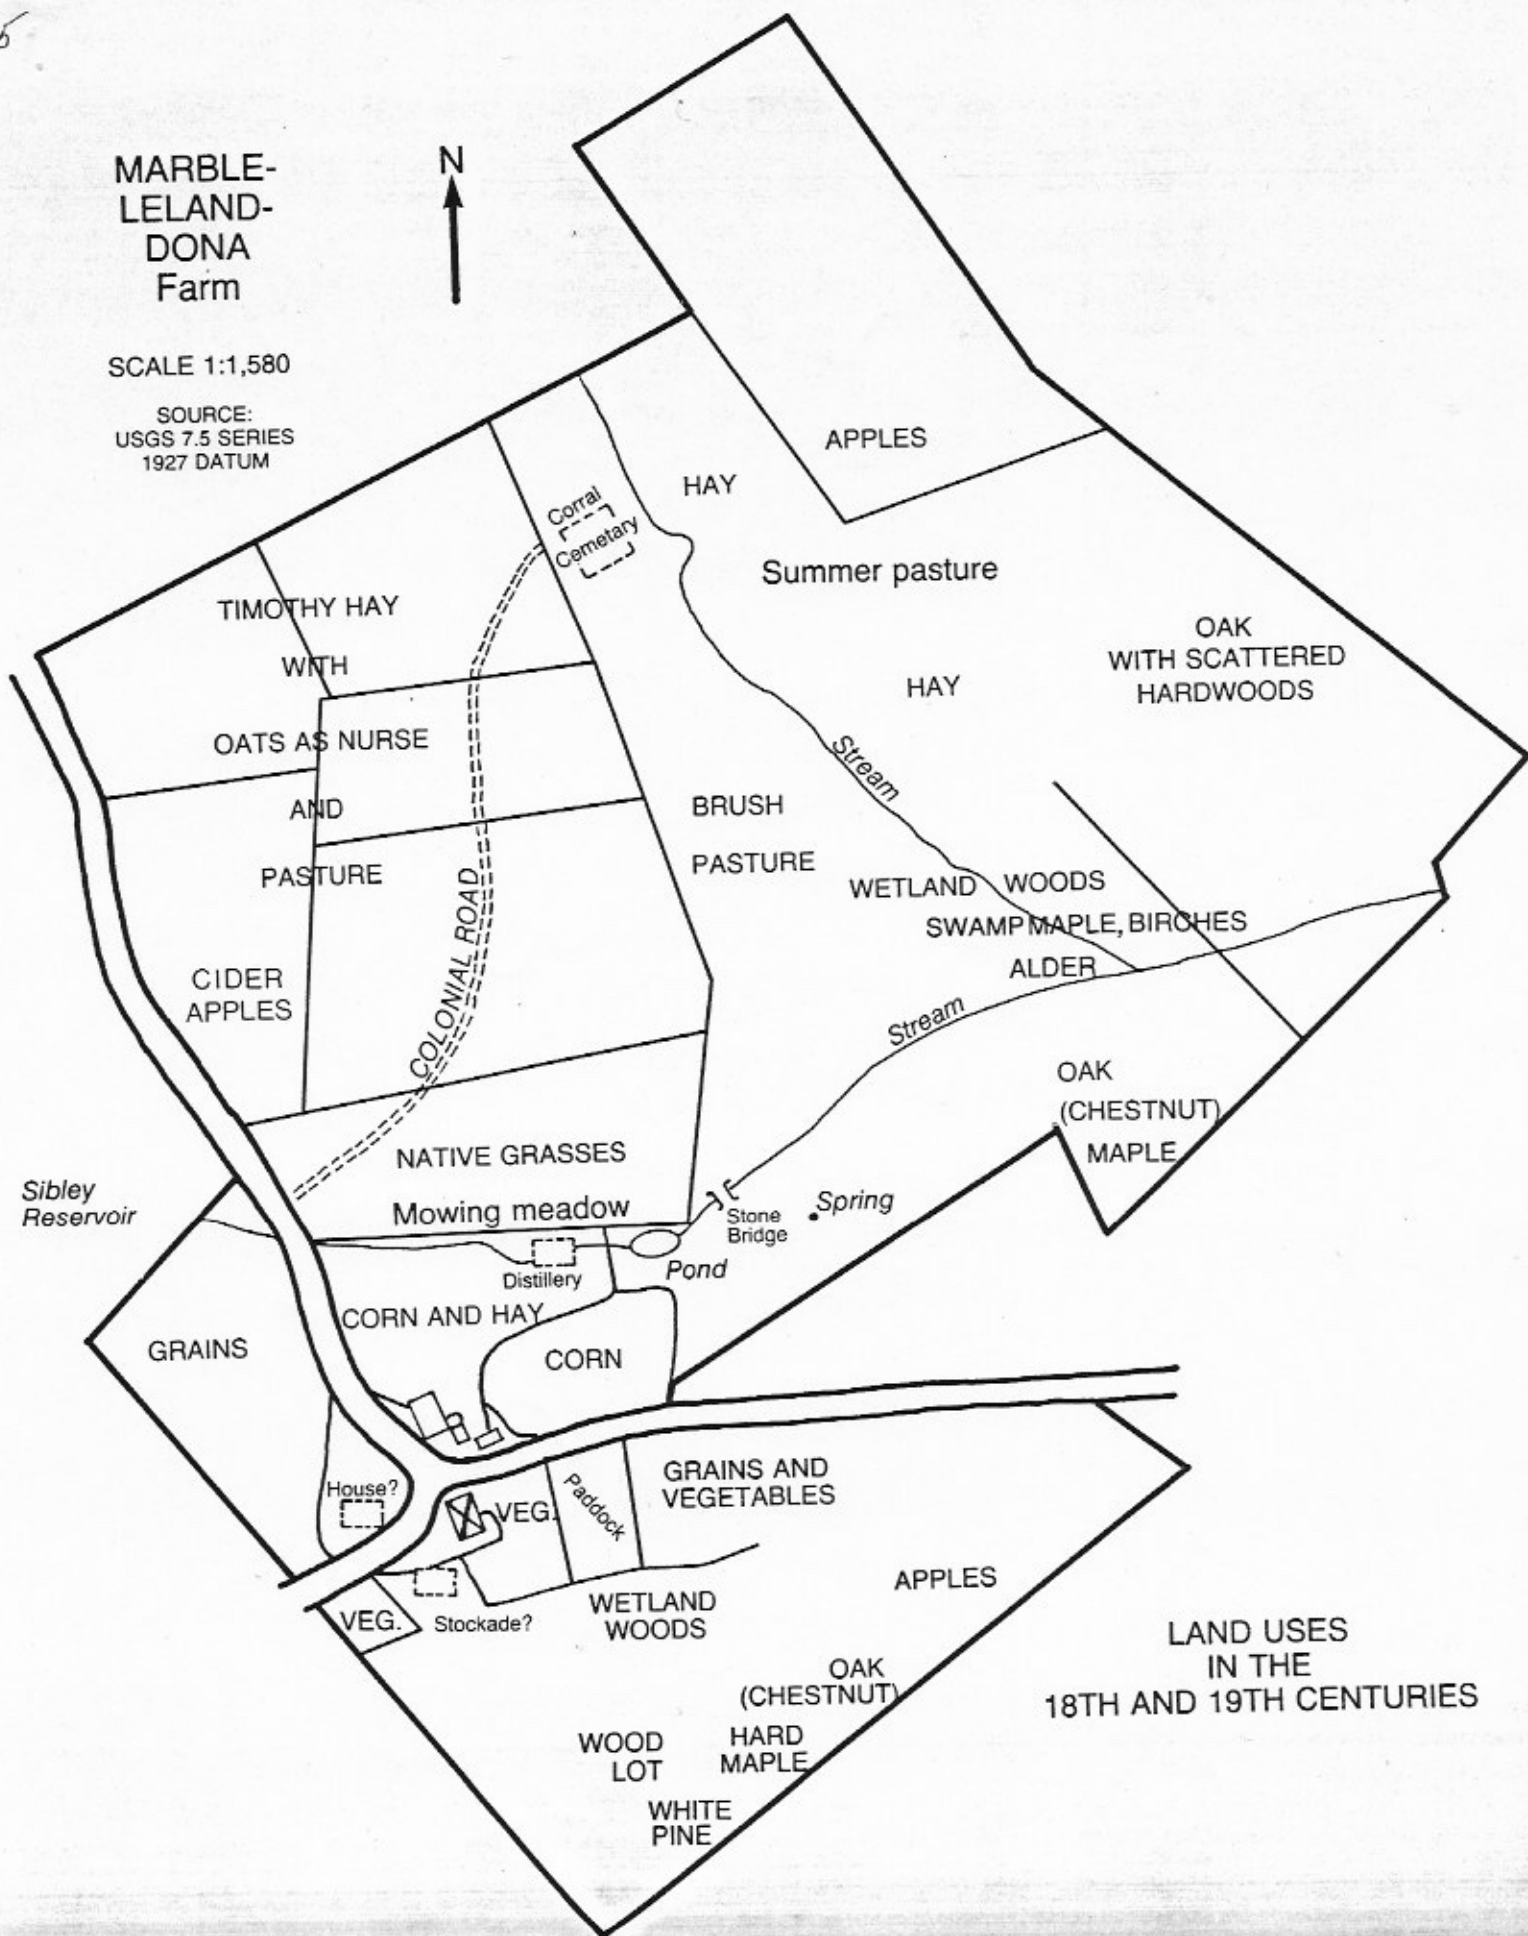 5
MARBLE-
LELAND-
DONA
Farm
N
SCALE 1:1,580
SOURCE:
USGS 7.5 SERIES
1927 DATUM
APPLES
HAY
Corral
Cemetary
Summer pasture
TIMOTHY HAY
WITH
OATS AS NURSE
AND
PASTURE
OAK
WITH SCATTERED
HARDWOODS
HAY
Stream
BRUSH
PASTURE
WETLAND WOODS
SWAMP MAPLE, BIRCHES
ALDER
COLONIAL ROAD
CIDER
APPLES
Stream
OAK
(CHESTNUT)
MAPLE
NATIVE GRASSES
Mowing meadow
Sibley
Reservoir
Stone
Bridge
Spring
Distillery
Pond
CORN AND HAY
GRAINS
CORN
House?
VEG.
Paddock
GRAINS AND
VEGETABLES
APPLES
VEG.
Stockade?
WETLAND
WOODS
OAK
(CHESTNUT)
WOOD
LOT
HARD
MAPLE
WHITE
PINE
LAND USES
IN THE
18TH AND 19TH CENTURIES